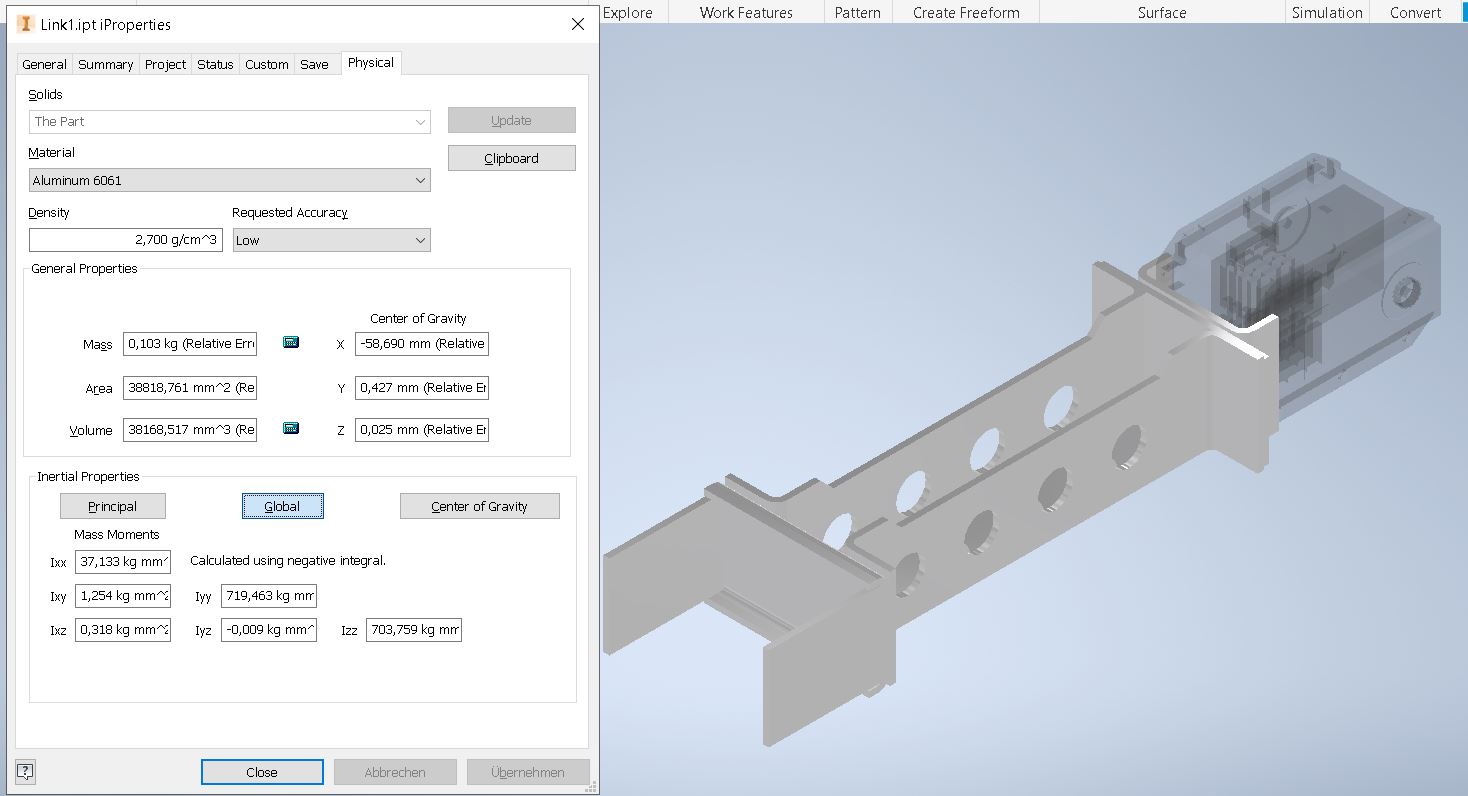 Link1.ipt iProperties
Explore Work Features Pattern Create Freeform Surface Simulation Convert
General Summary Project Status Custom Save Physical
Solids
The Part
Update
Material
Clipboard
Aluminum 6061
Density Requested Accuracy
2,700 g/cm^3 Low
General Properties
Center of Gravity
Mass 0,103 kg (Relative Err X -58,690 mm (Relative
Area 38818,761 mm^2 (Re Y 0,427 mm (Relative Er
Volume 38168,517 mm^3 (Re Z 0,025 mm (Relative Er
Inertial Properties
Principal Global Center of Gravity
Mass Moments
Ixx 37,133 kg mm^ Calculated using negative integral.
Ixy 1,254 kg mm^2 Iyy 719,463 kg mm
Ixz 0,318 kg mm^2 Iyz -0,009 kg mm^ Izz 703,759 kg mm
? Close Abbrechen Übernehmen